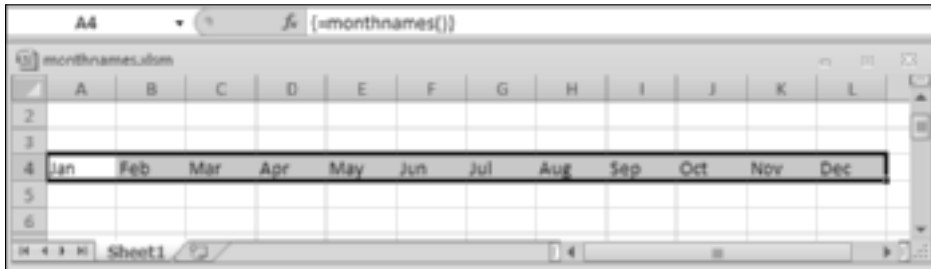 A4 fx {=monthnames()}
monthnames.xlsm
A B C D E F G H I J K L
2
3
4 Jan Feb Mar Apr May Jun Jul Aug Sep Oct Nov Dec
5
6
Sheet1